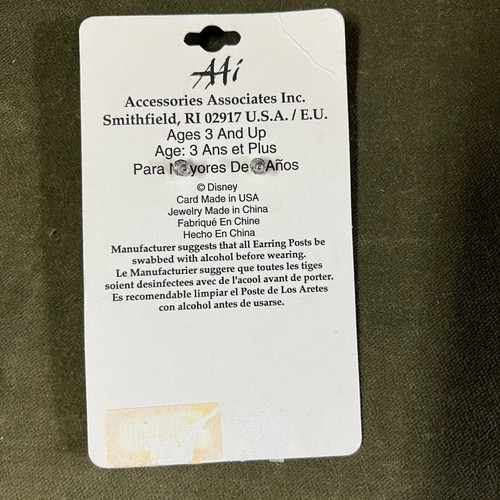 AAi
Accessories Associates Inc.
Smithfield, RI 02917 U.S.A. / E.U.
Ages 3 And Up
Age: 3 Ans et Plus
Para Mayores De Años
© Disney
Card Made in USA
Jewelry Made in China
Fabriqué En Chine
Hecho En China
Manufacturer suggests that all Earring Posts be
swabbed with alcohol before wearing.
Le Manufacturier suggere que toutes les tiges
soient desinfectees avec de l'acool avant de porter.
Es recomendable limpiar el Poste de Los Aretes
con alcohol antes de usarse.